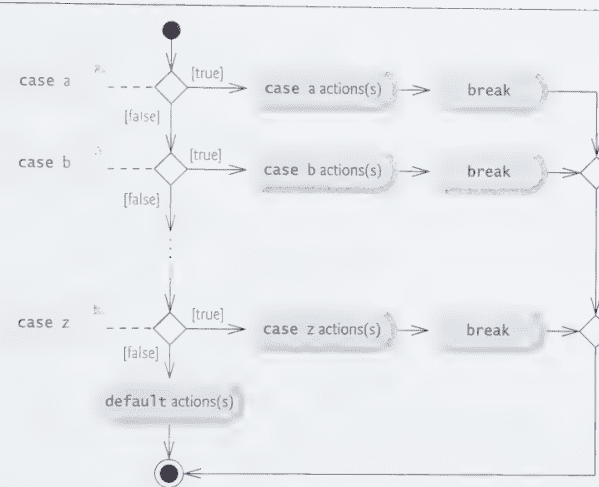 [true]
case a
case a actions(s)
break
[false]
[true]
case b
case b actions(s)
break
[false]
[true]
case z
case z actions(s)
break
[false]
default actions(s)